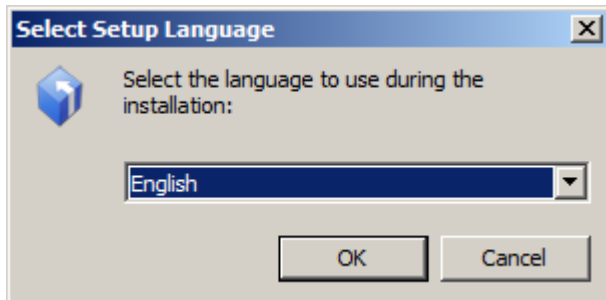 Select Setup Language
Select the language to use during the
installation:
English
OK
Cancel